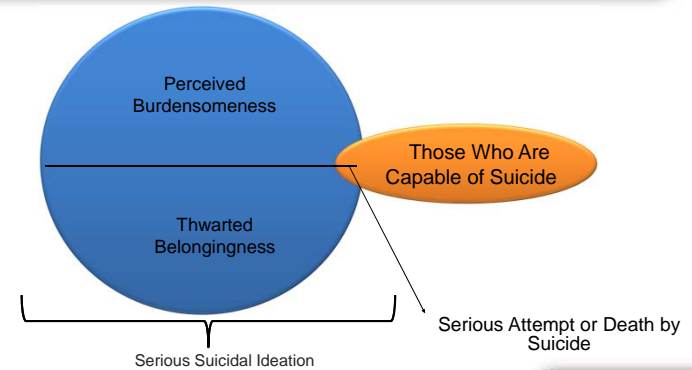 Perceived
Burdensomeness
Those Who Are
Capable of Suicide
Thwarted
Belongingness
Serious Attempt or Death by
Suicide
Serious Suicidal Ideation